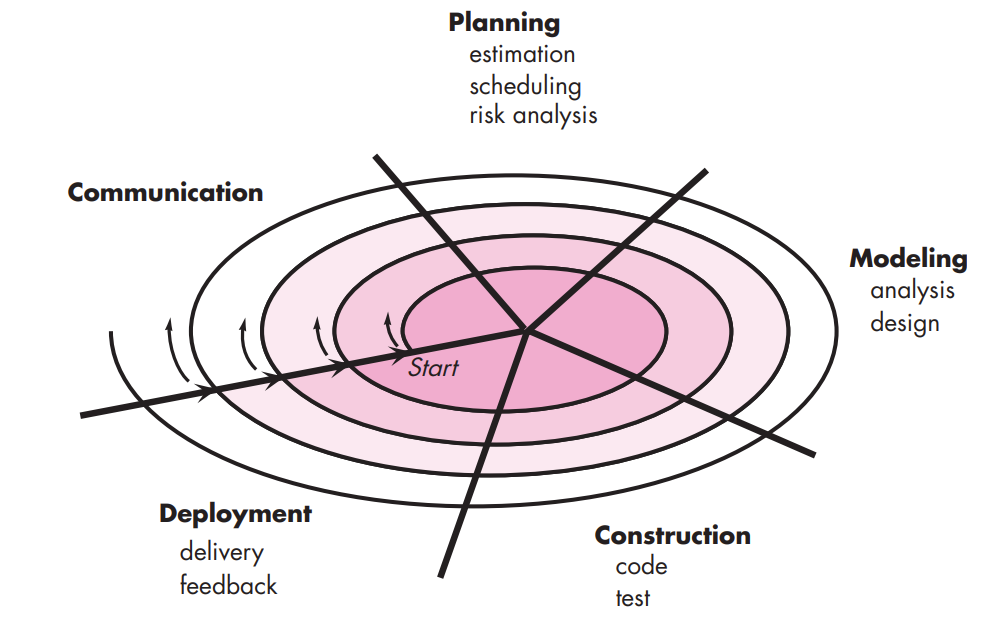 Planning
estimation
scheduling
risk analysis
Communication
Modeling
analysis
design
Start
Deployment
delivery
feedback
Construction
code
test